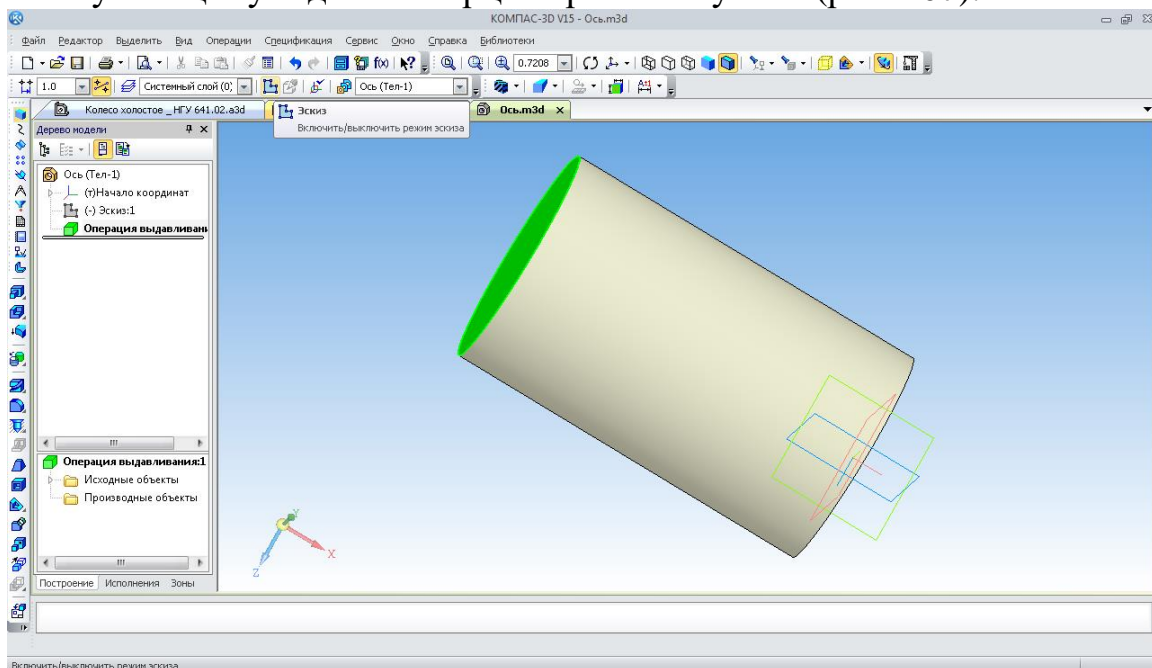 КОМПАС-3D V15 - Ось.m3d
Файл Редактор Выделить Вид Операции Спецификация Сервис Окно Справка Библиотеки
0.7208
1.0 Системный слой (0) Ось (Тел-1)
Колесо холостое _НГУ 641.02.a3d Ось.m3d
Эскиз
Включить/выключить режим эскиза
Дерево модели
Ось (Тел-1)
(т)Начало координат
(-) Эскиз:1
Операция выдавливан
Операция выдавливания:1
Исходные объекты
Производные объекты
Y
X
Z
Построение Исполнения Зоны
Включить/выключить режим эскиза